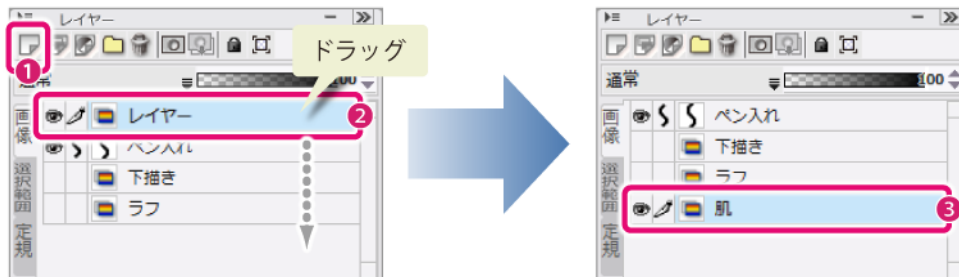 レイヤー
ドラッグ
1
通常
100
画像
レイヤー
2
ペン入れ
選択範囲
下描き
ラフ
定規
レイヤー
通常
100
画像
ペン入れ
下描き
選択範囲
ラフ
肌
3
定規